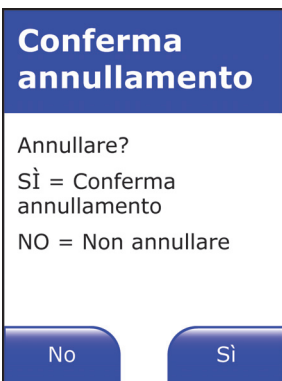 Conferma
annullamento
Annullare?
SÌ = Conferma
annullamento
NO = Non annullare
No
Sì